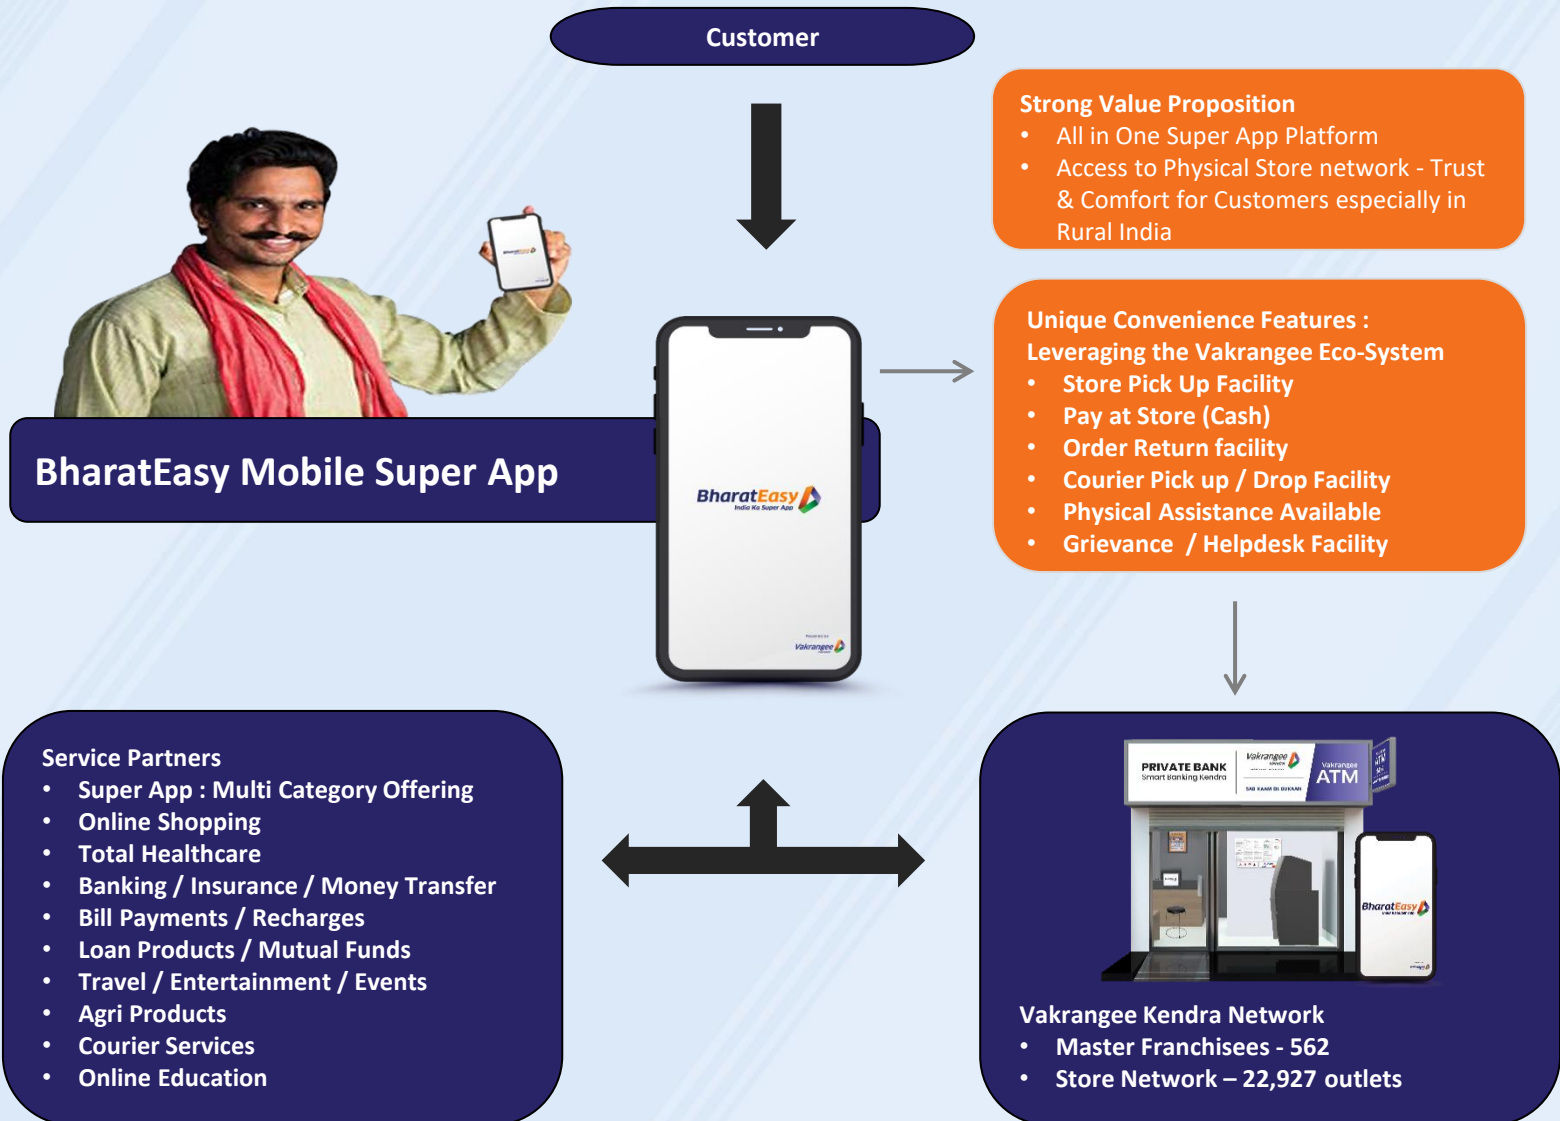 Customer
Strong Value Proposition
• All in One Super App Platform
• Access to Physical Store network - Trust
& Comfort for Customers especially in
Rural India
BharatEasy
Unique Convenience Features :
Leveraging the Vakrangee Eco-System
• Store Pick Up Facility
• Pay at Store (Cash)
• Order Return facility
• Courier Pick up / Drop Facility
• Physical Assistance Available
• Grievance / Helpdesk Facility
BharatEasy Mobile Super App
BharatEasy
India Ka Super App
Vakrangee
Service Partners
• Super App : Multi Category Offering
• Online Shopping
• Total Healthcare
• Banking / Insurance / Money Transfer
• Bill Payments / Recharges
• Loan Products / Mutual Funds
• Travel / Entertainment / Events
• Agri Products
• Courier Services
• Online Education
PRIVATE BANK
Smart Banking Kendra
Vakrangee
Vakrangee
ATM
BharatEasy
Vakrangee Kendra Network
• Master Franchisees - 562
• Store Network – 22,927 outlets